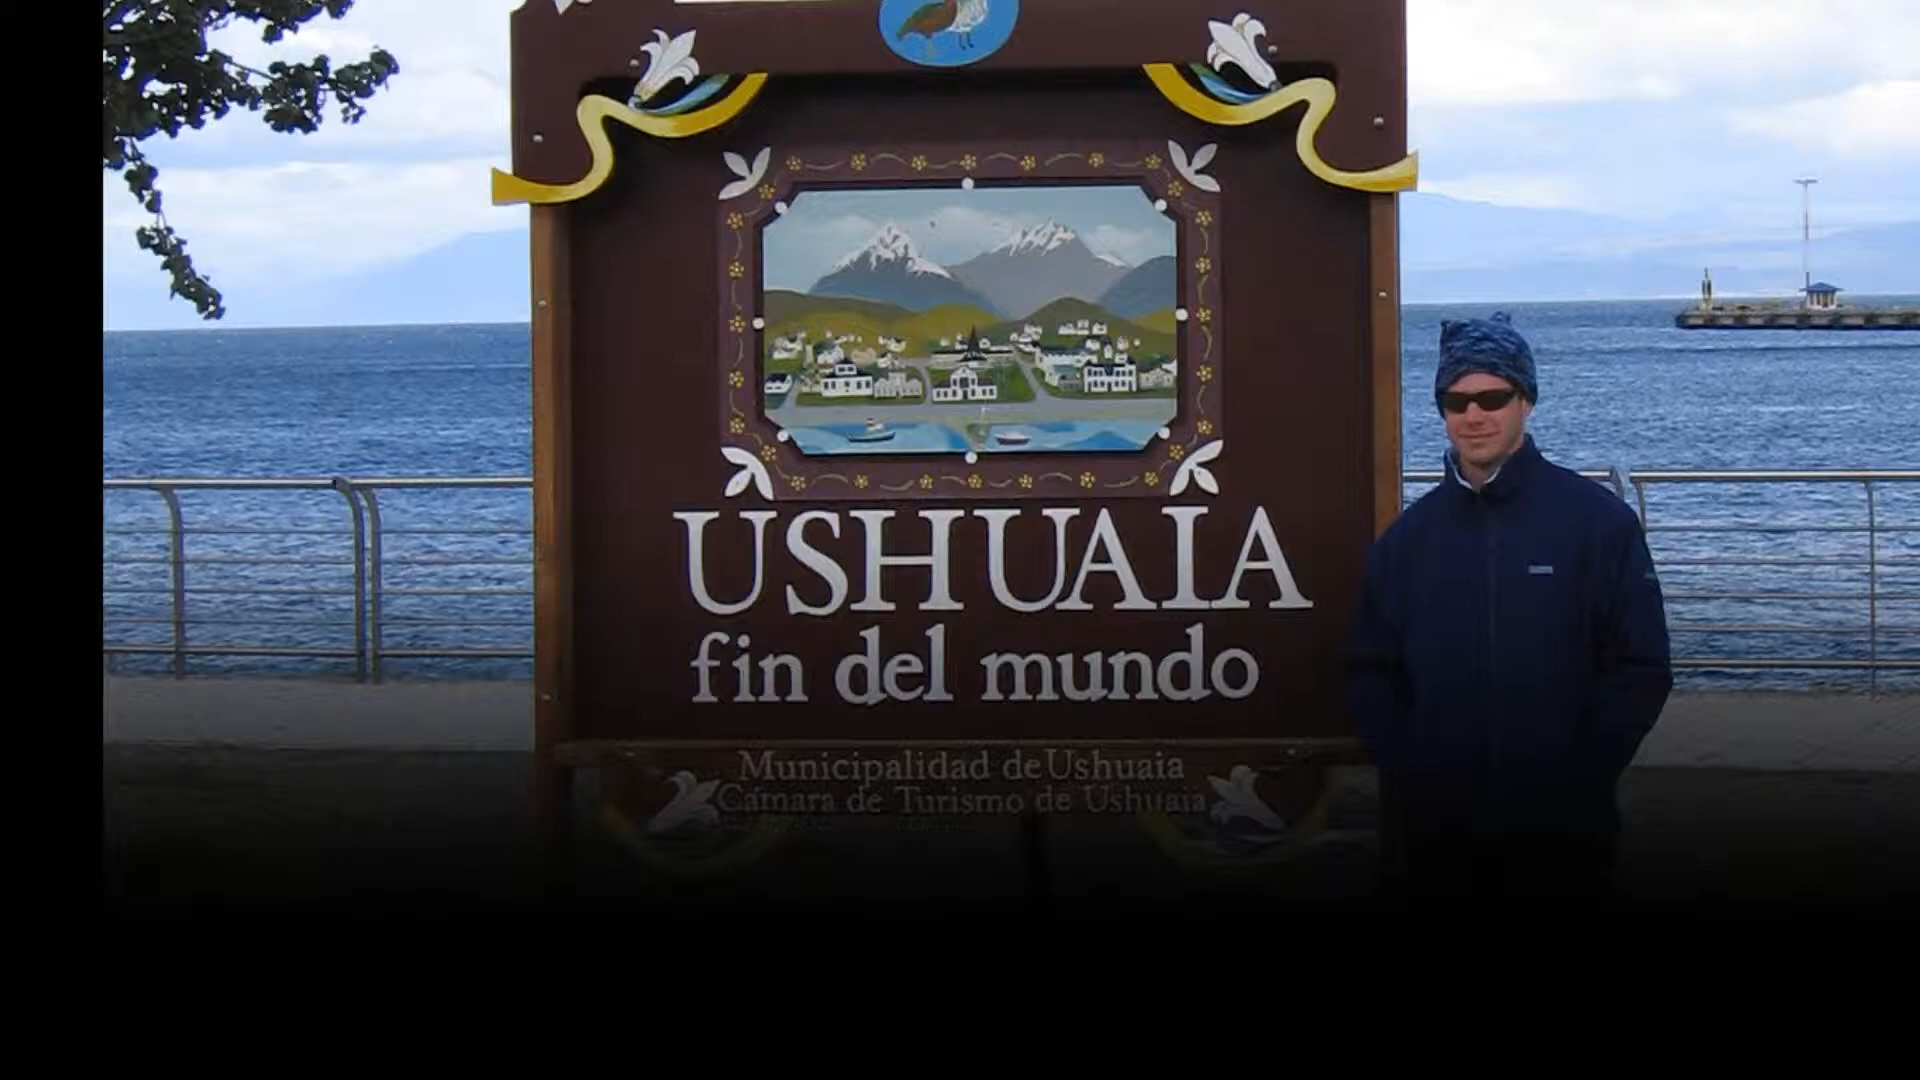 USHUAIA
fin del mundo
Municipalidad de Ushuaia
Cámara de Turismo de Ushuaia